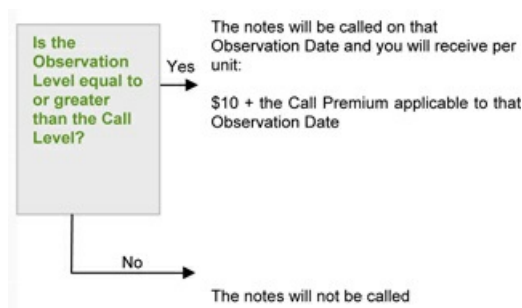 Is the
Observation
Level equal to
or greater
than the Call
Level?
Yes
The notes will be called on that
Observation Date and you will receive per
unit:
$10 + the Call Premium applicable to that
Observation Date
No
The notes will not be called